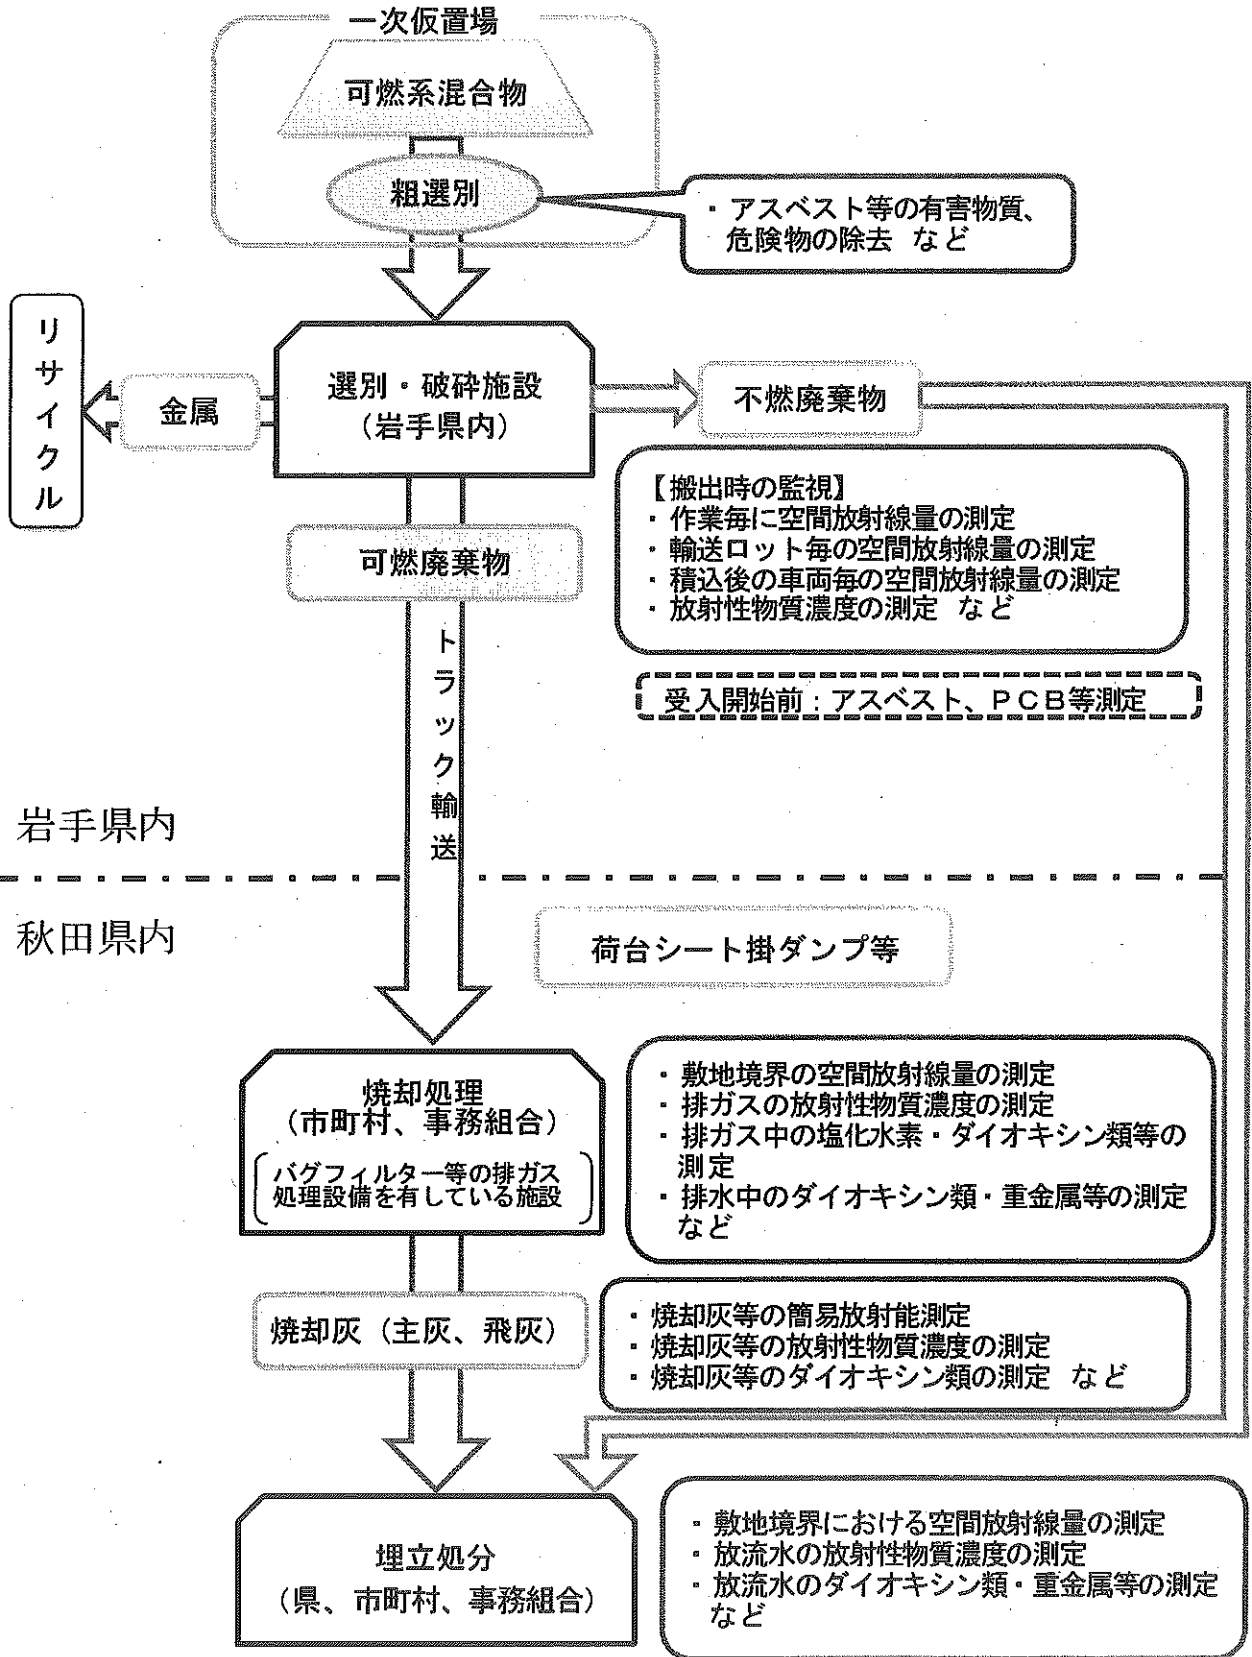 一次仮置場
可燃系混合物
粗選別
・アスベスト等の有害物質、
危険物の除去 など
リサイクル
金属
選別・破砕施設
（岩手県内）
不燃廃棄物
【搬出時の監視】
・作業毎に空間放射線量の測定
・輸送ロット毎の空間放射線量の測定
・積込後の車両毎の空間放射線量の測定
・放射性物質濃度の測定 など
可燃廃棄物
受入開始前：アスベスト、ＰＣＢ等測定
トラック輸送
岩手県内
秋田県内
荷台シート掛ダンプ等
焼却処理
（市町村、事務組合）
バグフィルター等の排ガス
処理設備を有している施設
・敷地境界の空間放射線量の測定
・排ガスの放射性物質濃度の測定
・排ガス中の塩化水素・ダイオキシン類等の
測定
・排水中のダイオキシン類・重金属等の測定
など
焼却灰（主灰、飛灰）
・焼却灰等の簡易放射能測定
・焼却灰等の放射性物質濃度の測定
・焼却灰等のダイオキシン類の測定 など
埋立処分
（県、市町村、事務組合）
・敷地境界における空間放射線量の測定
・放流水の放射性物質濃度の測定
・放流水のダイオキシン類・重金属等の測定
など